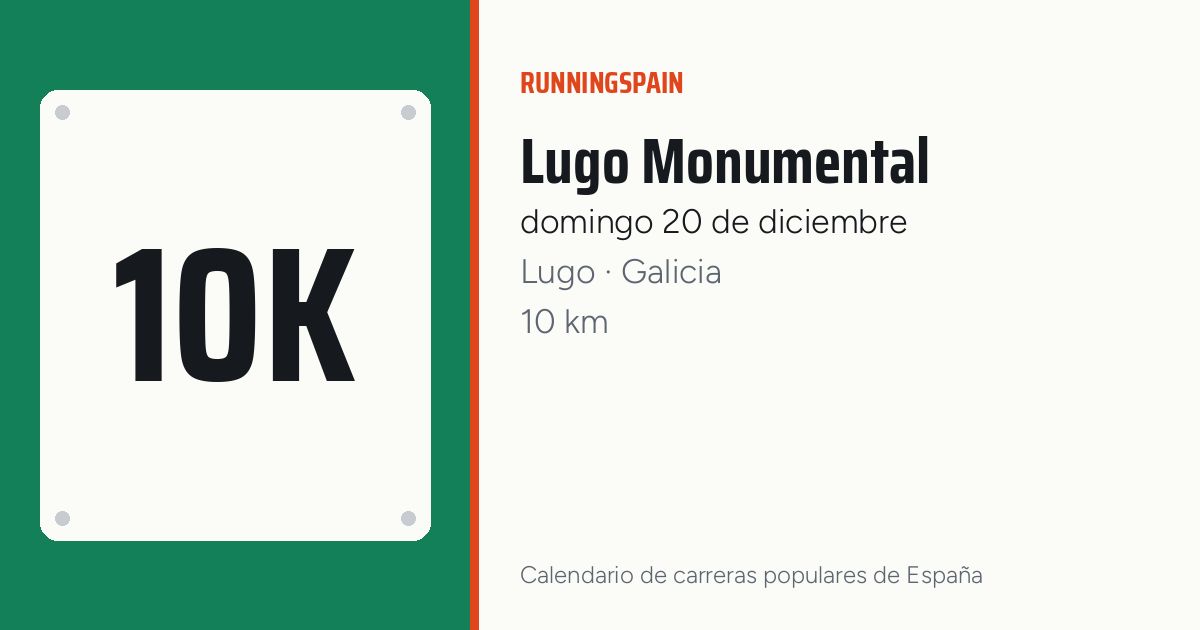 10K
RUNNINGSPAIN
Lugo Monumental
domingo 20 de diciembre
Lugo · Galicia
10 km
Calendario de carreras populares de España